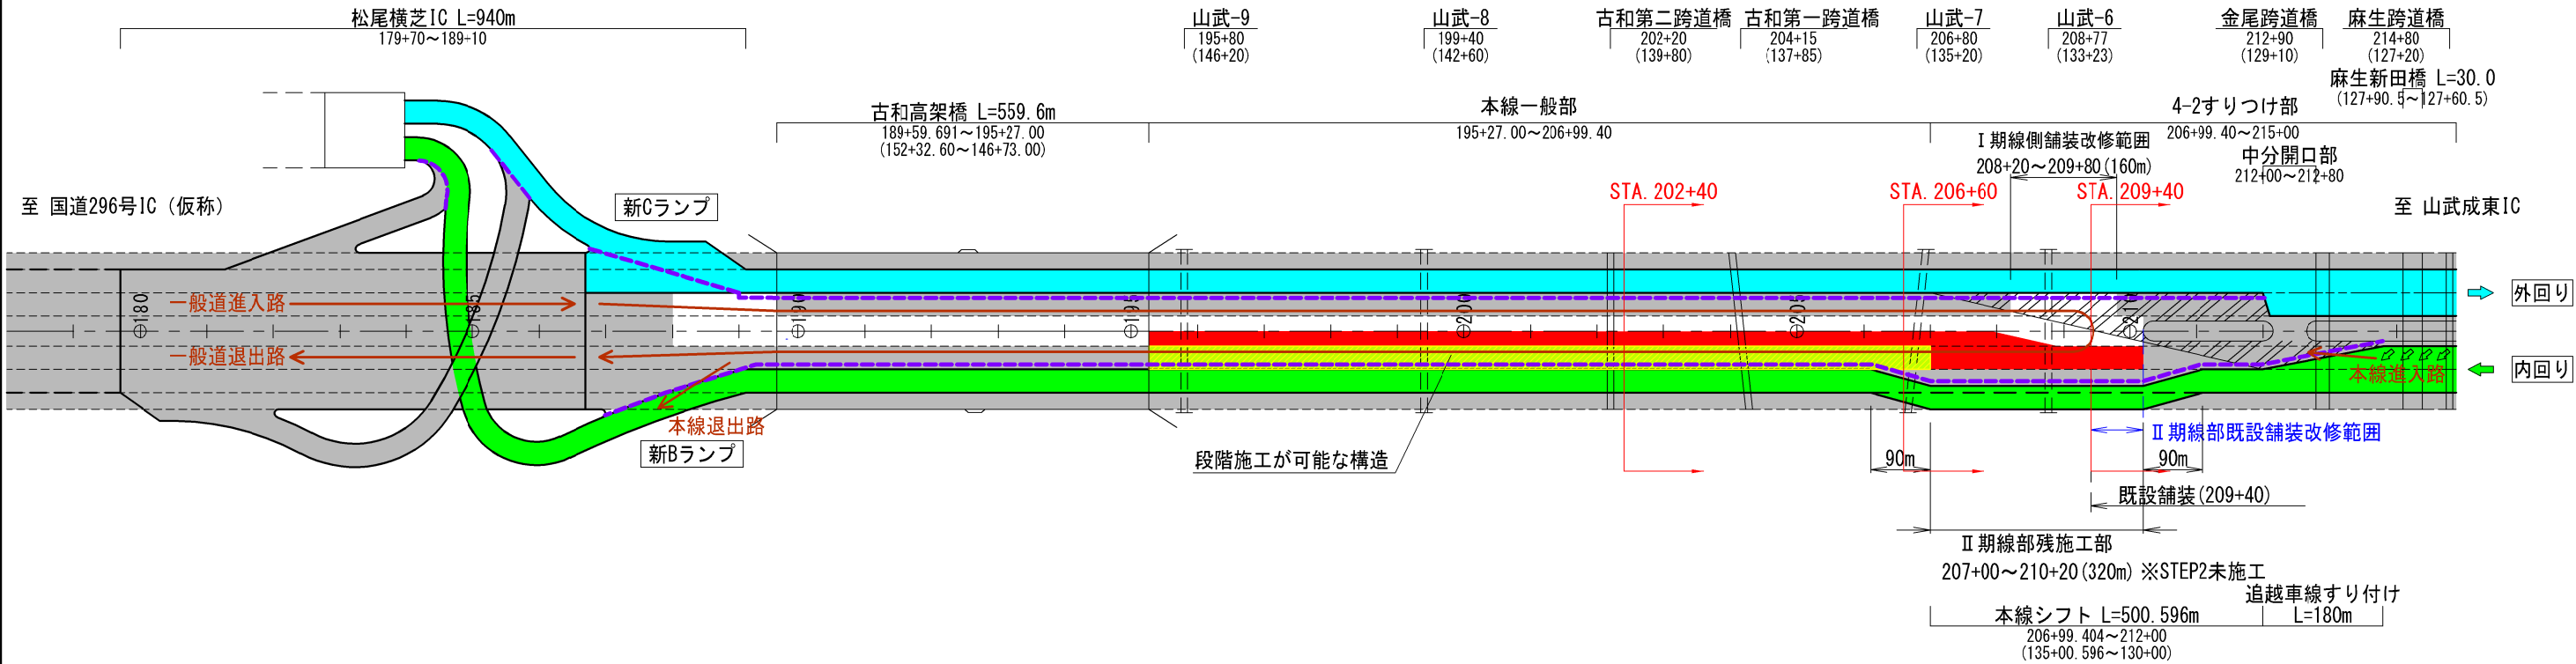 松尾横芝IC L=940m
179+70～189+10
山武-9
195+80
(146+20)
山武-8
199+40
(142+60)
古和第二跨道橋
202+20
(139+80)
古和第一跨道橋
204+15
(137+85)
山武-7
206+80
(135+20)
山武-6
208+77
(133+23)
金尾跨道橋
212+90
(129+10)
麻生跨道橋
214+80
(127+20)
麻生新田橋 L=30.0
(127+90.5～127+60.5)
古和高架橋 L=559.6m
189+59.691～195+27.00
(152+32.60～146+73.00)
本線一般部
195+27.00～206+99.40
4-2すりつけ部
206+99.40～215+00
Ⅰ期線側舗装改修範囲
208+20～209+80(160m)
中分開口部
212+00～212+80
至 国道296号IC（仮称）
新Cランプ
STA. 202+40
STA. 206+60
STA. 209+40
至 山武成東IC
一般道進入路
180
185
190
195
200
205
210
外回り
一般道退出路
本線進入路
内回り
本線退出路
新Bランプ
段階施工が可能な構造
90m
90m
Ⅱ期線部既設舗装改修範囲
既設舗装(209+40)
Ⅱ期線部残施工部
207+00～210+20(320m) ※STEP2未施工
追越車線すり付け
L=180m
本線シフト L=500.596m
206+99.404～212+00
(135+00.596～130+00)